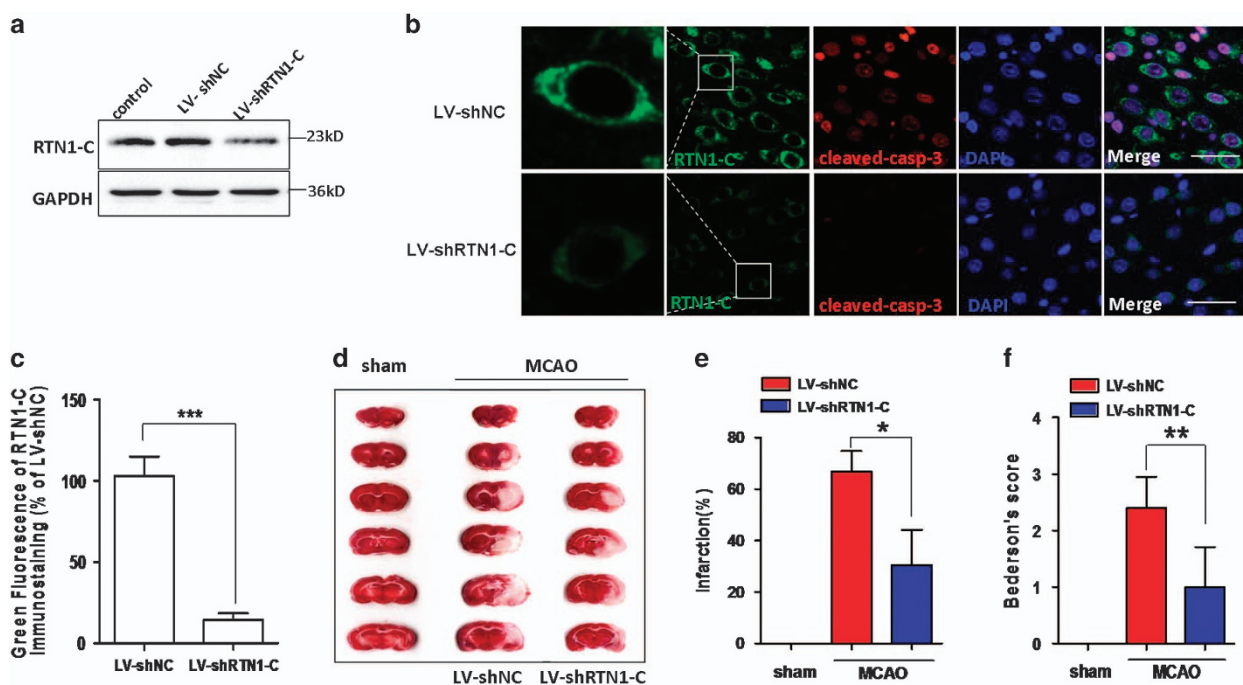 a
control
LV- shNC
LV-shRTN1-C
RTN1-C
23kD
GAPDH
36kD
b
LV-shNC
RTN1-C
cleaved-casp-3
DAPI
Merge
LV-shRTN1-C
RTN1-C
cleaved-casp-3
DAPI
Merge
c
Green Fluorescence of RTN1-C
Immunostaining (% of LV-shNC)
150
100
50
0
***
LV-shNC
LV-shRTN1-C
d
sham
MCAO
LV-shNC
LV-shRTN1-C
e
LV-shNC
LV-shRTN1-C
Infarction(%)
80
60
40
20
0
*
sham
MCAO
f
LV-shNC
LV-shRTN1-C
Bederson's score
4
3
2
1
0
**
sham
MCAO